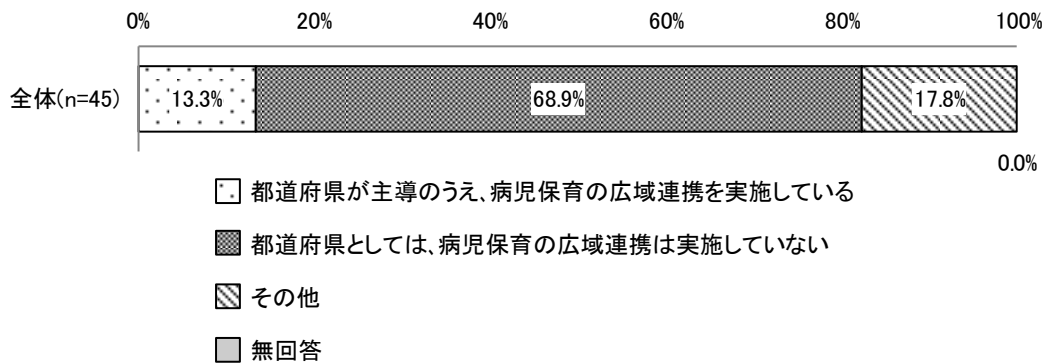 0% 20% 40% 60% 80% 100%
全体(n=45) 13.3% 68.9% 17.8%
0.0%
都道府県が主導のうえ、病児保育の広域連携を実施している
都道府県としては、病児保育の広域連携は実施していない
その他
無回答